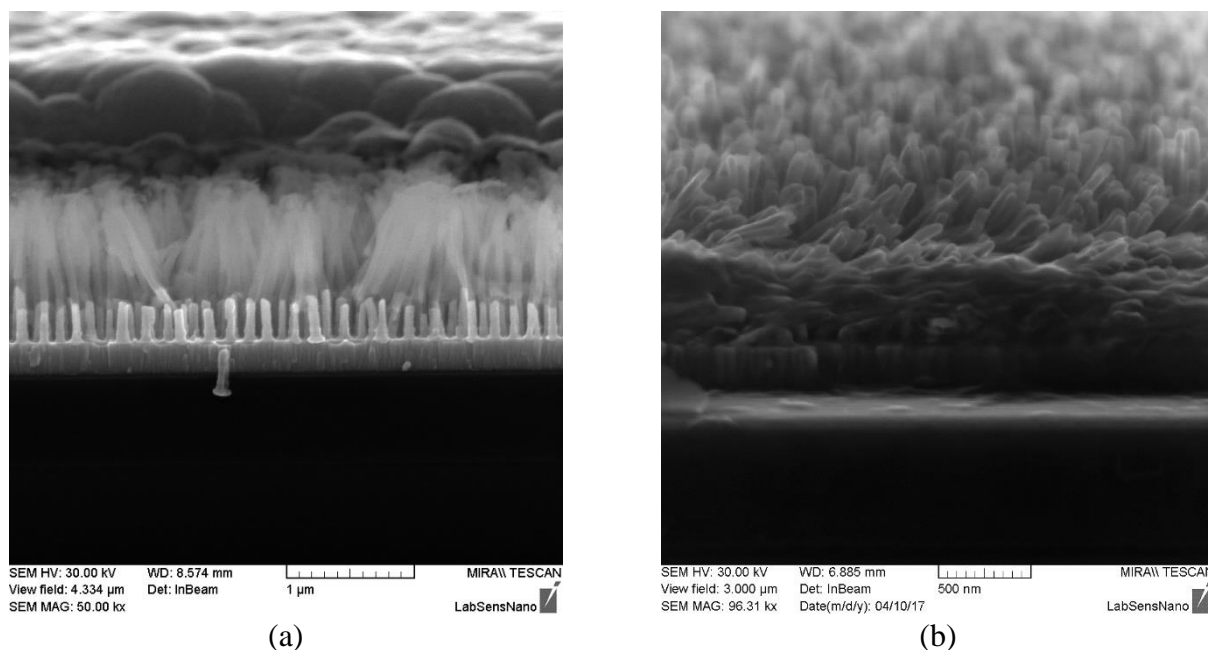 SEM HV: 30.00 kV WD: 8.574 mm MIRA\\ TESCAN
View field: 4.334 µm Det: InBeam 1 µm
SEM MAG: 50.00 kx LabSensNano
(a)
SEM HV: 30.00 kV WD: 6.885 mm MIRA\\ TESCAN
View field: 3.000 µm Det: InBeam 500 nm
SEM MAG: 96.31 kx Date(m/d/y): 04/10/17 LabSensNano
(b)